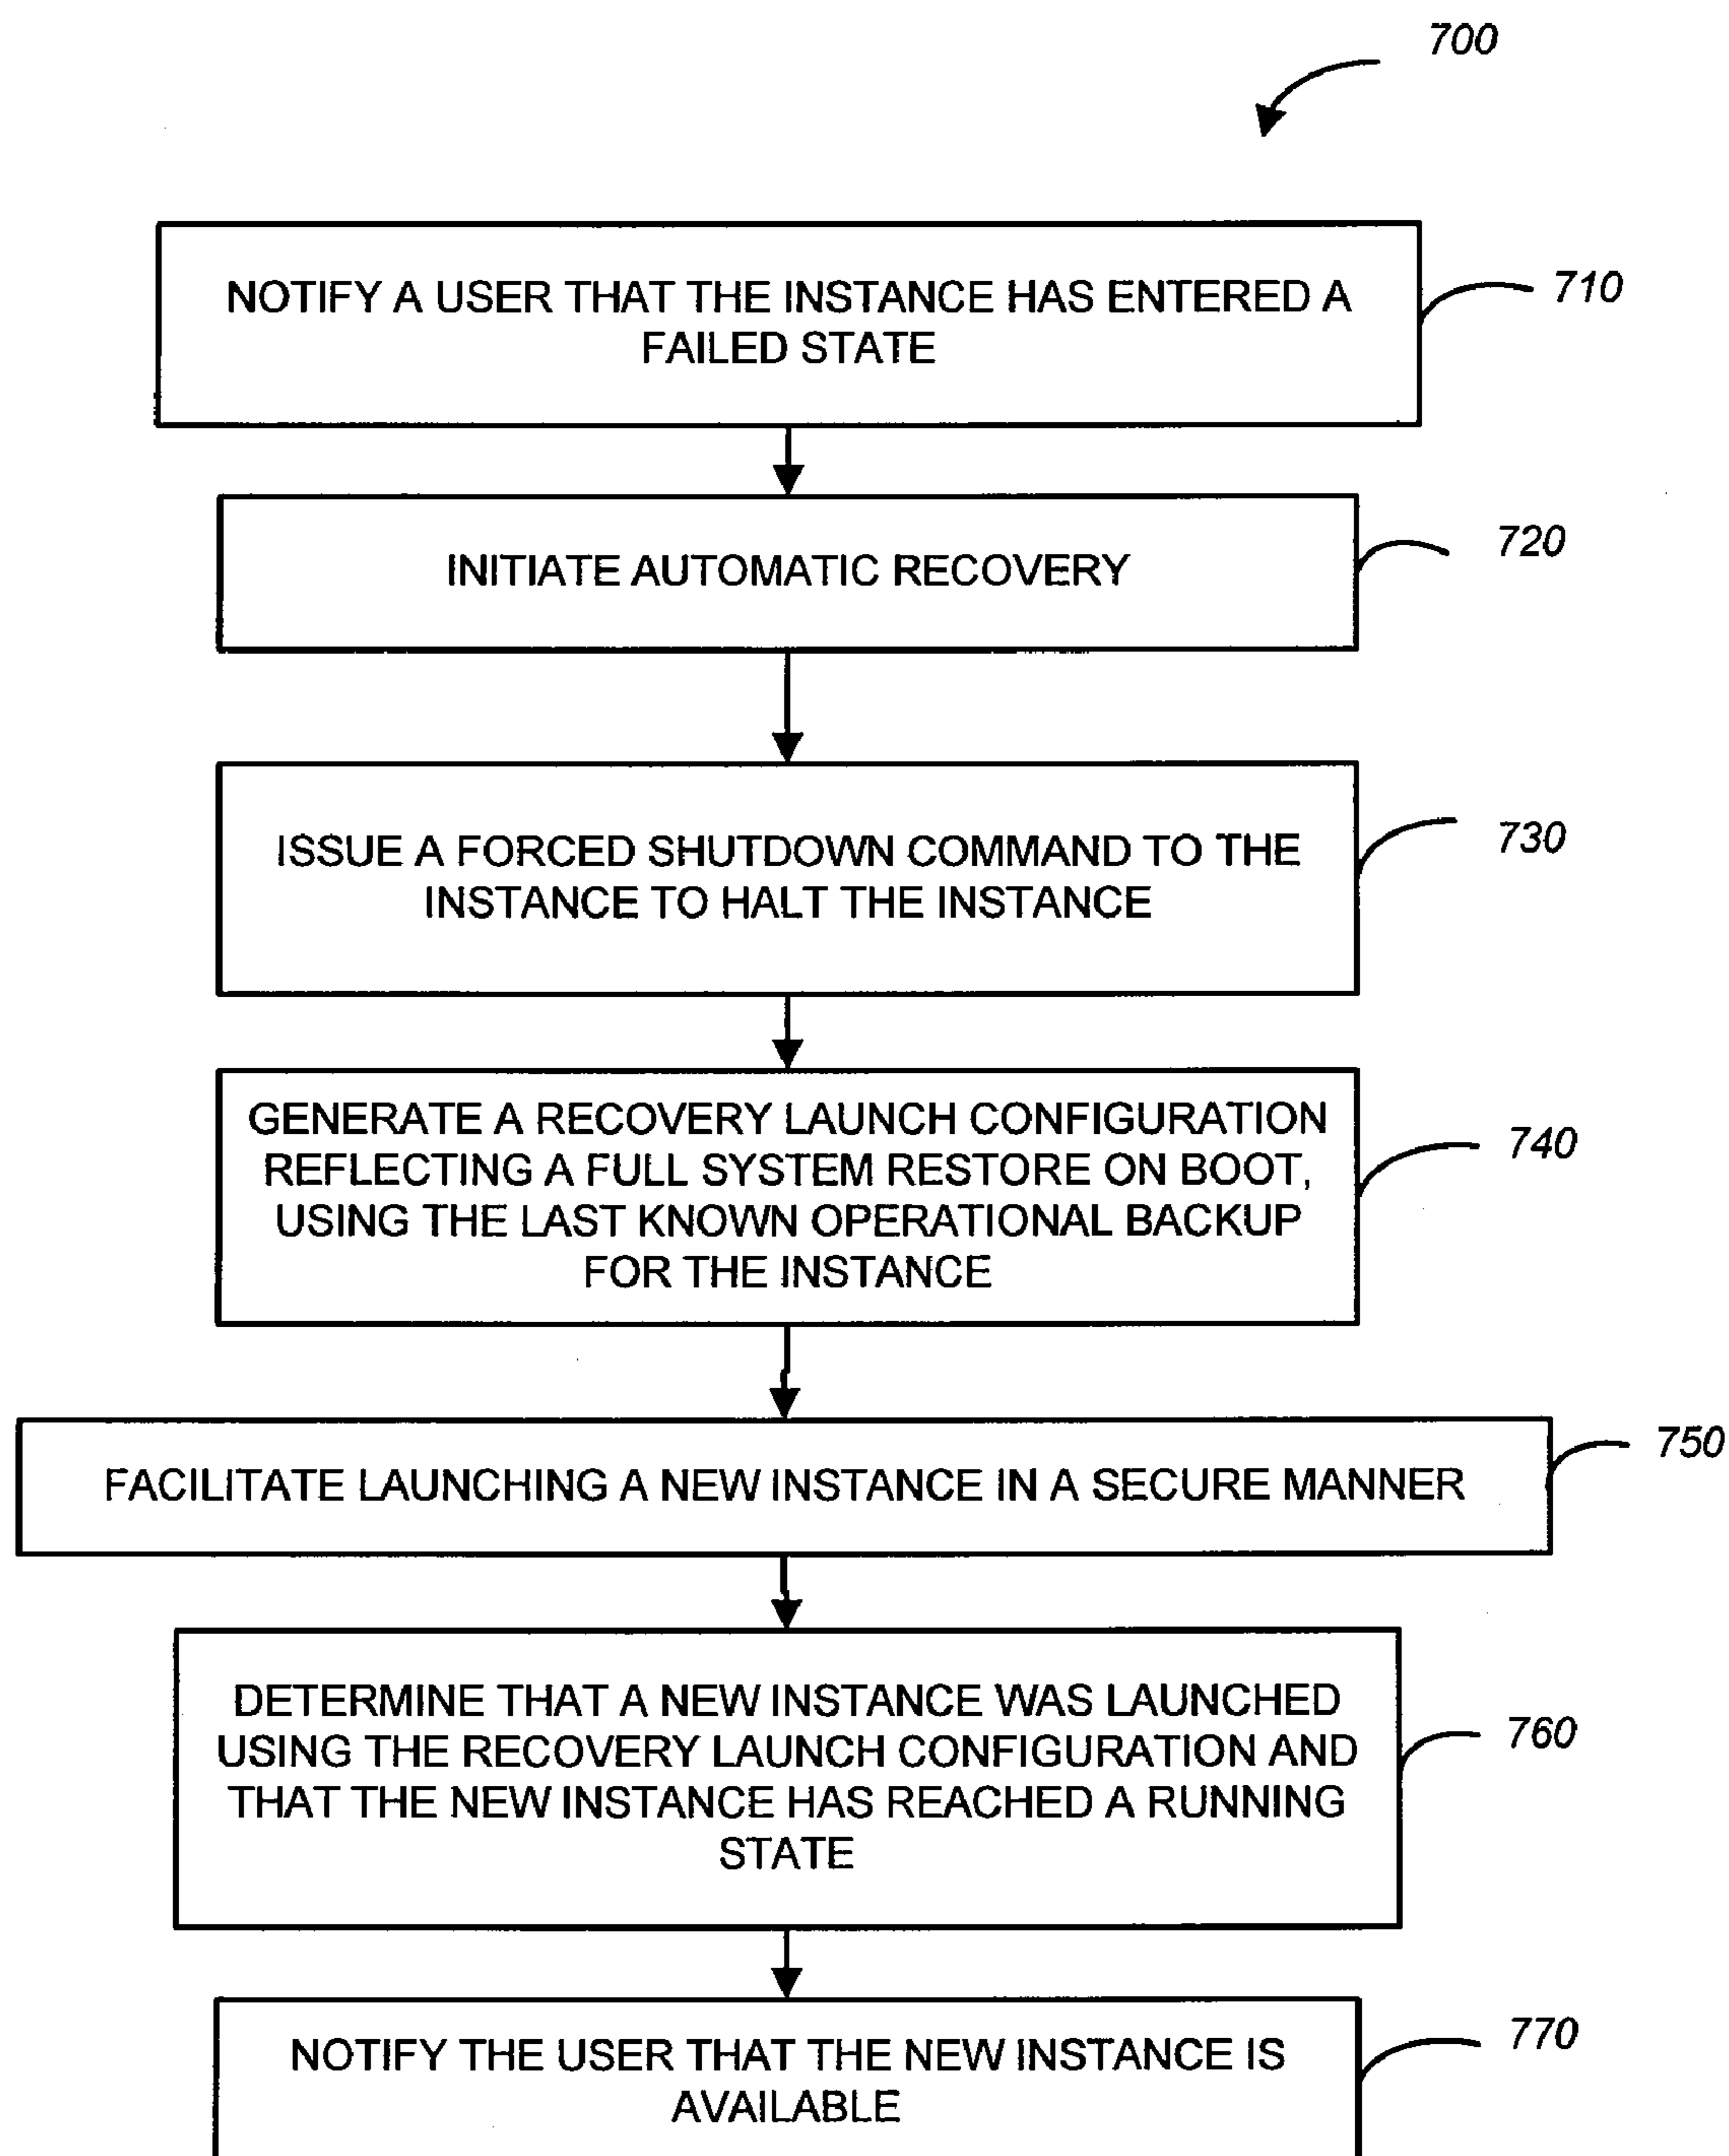 700
NOTIFY A USER THAT THE INSTANCE HAS ENTERED A
FAILED STATE
710
INITIATE AUTOMATIC RECOVERY
720
ISSUE A FORCED SHUTDOWN COMMAND TO THE
INSTANCE TO HALT THE INSTANCE
730
GENERATE A RECOVERY LAUNCH CONFIGURATION
REFLECTING A FULL SYSTEM RESTORE ON BOOT,
USING THE LAST KNOWN OPERATIONAL BACKUP
FOR THE INSTANCE
740
FACILITATE LAUNCHING A NEW INSTANCE IN A SECURE MANNER
750
DETERMINE THAT A NEW INSTANCE WAS LAUNCHED
USING THE RECOVERY LAUNCH CONFIGURATION AND
THAT THE NEW INSTANCE HAS REACHED A RUNNING
STATE
760
NOTIFY THE USER THAT THE NEW INSTANCE IS
AVAILABLE
770